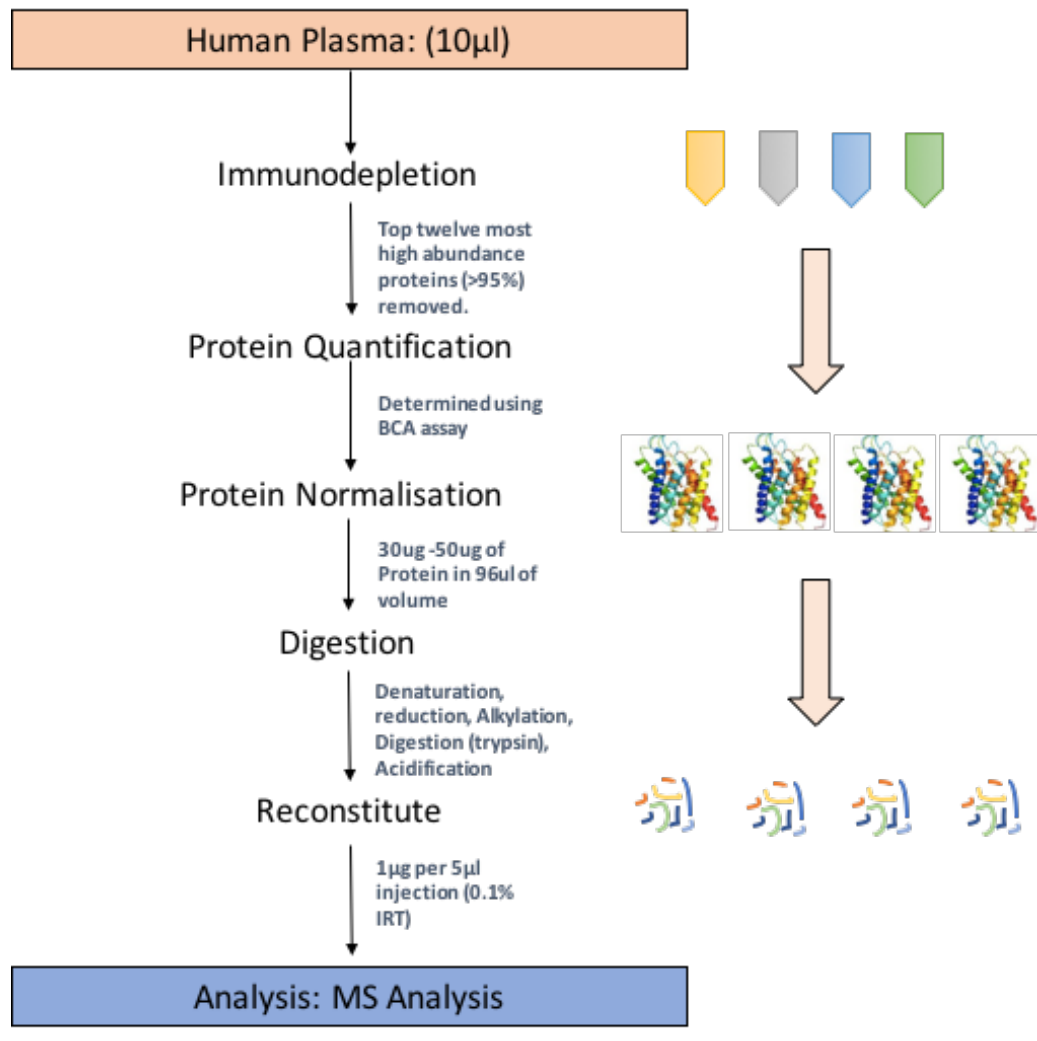 Human Plasma: (10µl)
Immunodepletion
Top twelve most
high abundance
proteins (>95%)
removed.
Protein Quantification
Determined using
BCA assay
Protein Normalisation
30ug -50ug of
Protein in 96ul of
volume
Digestion
Denaturation,
reduction, Alkylation,
Digestion (trypsin),
Acidification
Reconstitute
1µg per 5µl
injection (0.1%
IRT)
Analysis: MS Analysis